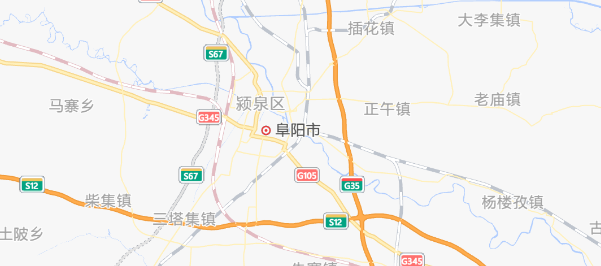 大李集镇
插花镇
S67
老庙镇
颍泉区
马寨乡
正午镇
G345
阜阳市
S67
G105
S12
G35
柴集镇
杨楼孜镇
三塔集镇
S12
土陂乡
古
G345